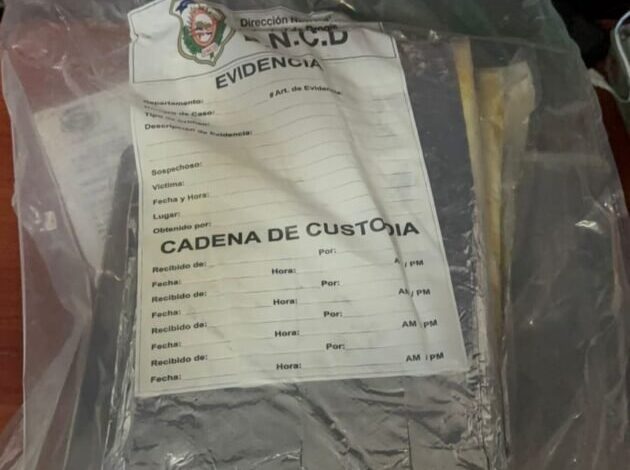 Dirección
N.C.D
EVIDENCIA
Departamento: # Art. de Evidencia:
de Caso:
Tipo de
Descripcion de Evidencia:
Sospechoso:
Victima:
Fecha y Hora:
Lugar:
Obtenido por:
CADENA DE CUSTODIA
Recibido de: Por:
Fecha: Hora: / PM
Recibido de: Por:
Fecha: Hora: AM / PM
Recibido de: Por:
Fecha: Hora: AM / PM
Recibido de: Por:
Fecha: Hora: AM / PM